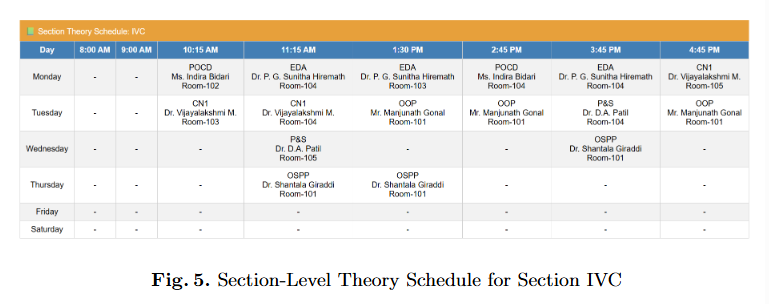 Section Theory Schedule: IVC
Day 8:00 AM 9:00 AM 10:15 AM 11:15 AM 1:30 PM 2:45 PM 3:45 PM 4:45 PM
POCD EDA EDA POCD EDA CN1
Monday - - Ms. Indira Bidari Dr. P. G. Sunitha Hiremath Dr. P. G. Sunitha Hiremath Ms. Indira Bidari Dr. P. G. Sunitha Hiremath Dr. Vijayalakshmi M.
Room-102 Room-104 Room-103 Room-104 Room-104 Room-105
CN1 CN1 OOP OOP P&S OOP
Tuesday - - Dr. Vijayalakshmi M. Dr. Vijayalakshmi M. Mr. Manjunath Gonal Mr. Manjunath Gonal Dr. D.A. Patil Mr. Manjunath Gonal
Room-103 Room-104 Room-101 Room-101 Room-104 Room-101
P&S OSPP
Wednesday - - - Dr. D.A. Patil - - Dr. Shantala Giraddi -
Room-105 Room-101
OSPP OSPP
Thursday - - - Dr. Shantala Giraddi Dr. Shantala Giraddi - - -
Room-101 Room-101
Friday - - - - - - - -
Saturday - - - - - - - -
Fig. 5. Section-Level Theory Schedule for Section IVC